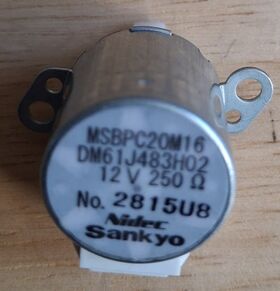 MSBPC20M16
DM61J483H02
12 V 250 Ω
No. 2815U8
Nidec
Sankyo